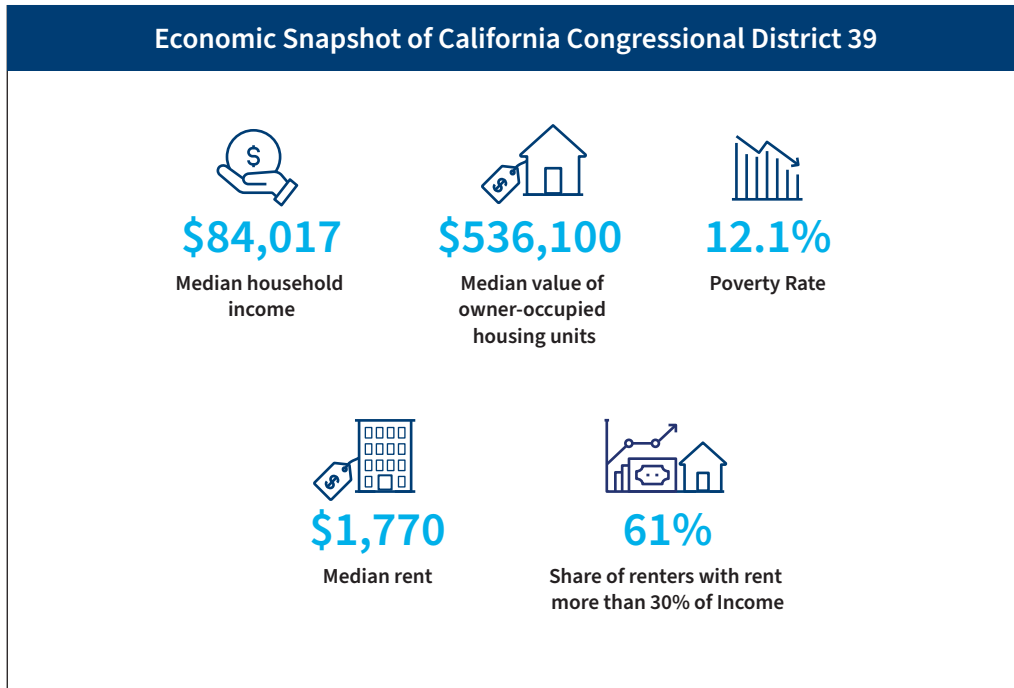 Economic Snapshot of California Congressional District 39
$
$84,017
Median household
income
$
$536,100
Median value of
owner-occupied
housing units
12.1%
Poverty Rate
$
$1,770
Median rent
61%
Share of renters with rent
more than 30% of Income